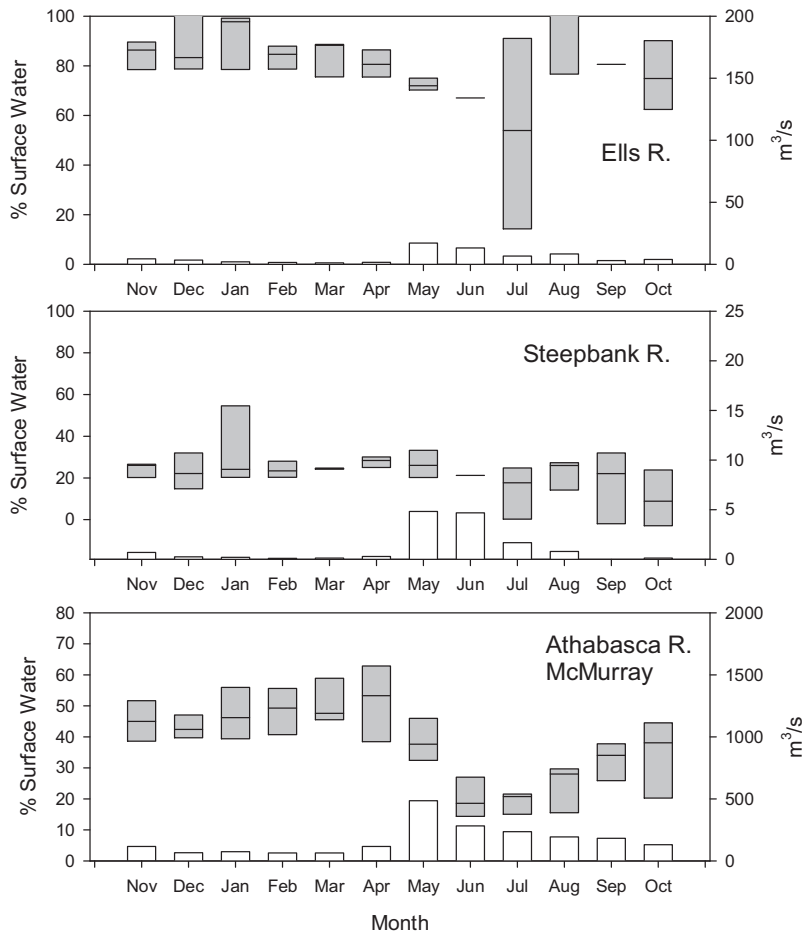 % Surface Water
100
80
60
40
20
0
200
150
100
50
0
m³/s
Ells R.
Nov Dec Jan Feb Mar Apr May Jun Jul Aug Sep Oct
% Surface Water
100
80
60
40
20
0
25
20
15
10
5
0
m³/s
Steepbank R.
Nov Dec Jan Feb Mar Apr May Jun Jul Aug Sep Oct
% Surface Water
80
70
60
50
40
30
20
10
0
2000
1500
1000
500
0
m³/s
Athabasca R.
McMurray
Nov Dec Jan Feb Mar Apr May Jun Jul Aug Sep Oct
Month